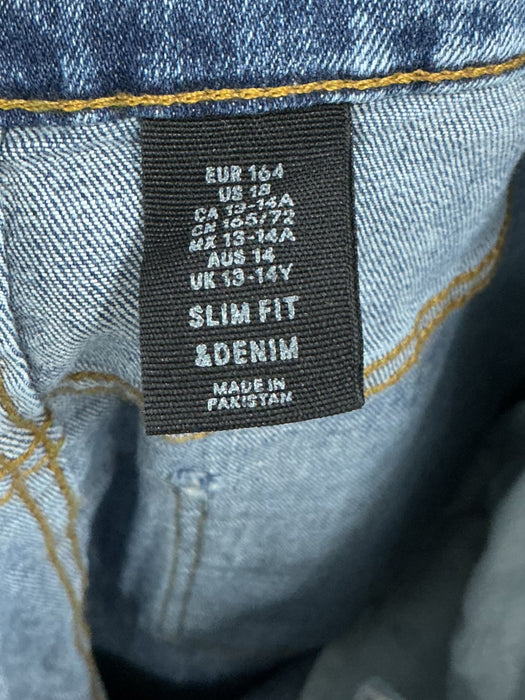 EUR 164
US 18
CA 13-14A
CN 165/72
MX 13-14A
AUS 14
UK 13-14Y
SLIM FIT
&DENIM
MADE IN
PAKISTAN